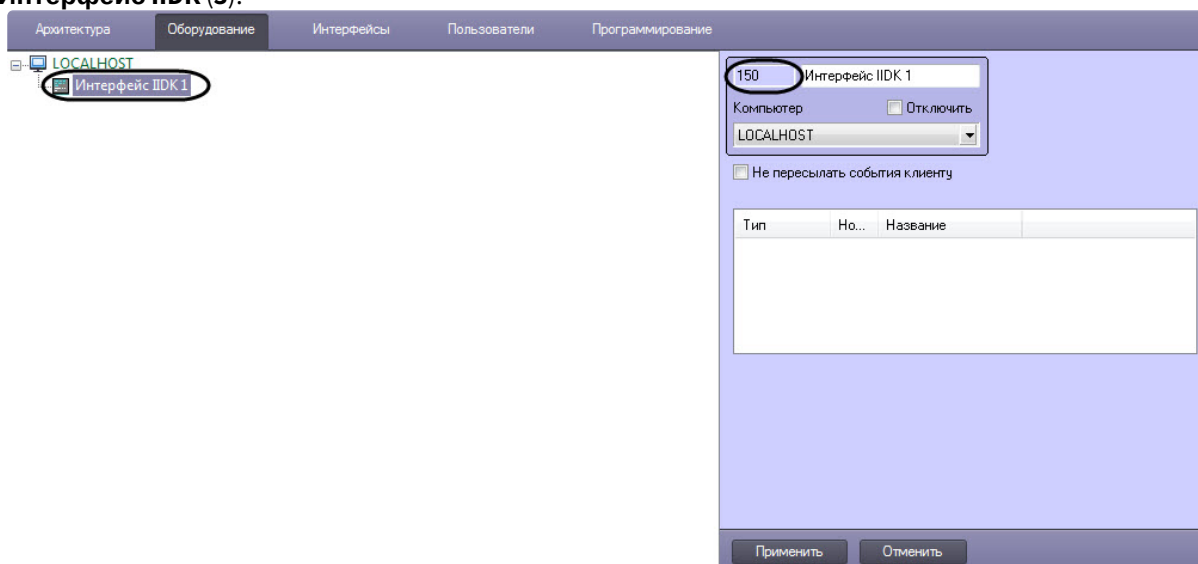 Интерфейс IIDK (3).
Архитектура Оборудование Интерфейсы Пользователи Программирование
LOCALHOST
Интерфейс IIDK 1
150 Интерфейс IIDK 1
Компьютер Отключить
LOCALHOST
Не пересылать события клиенту
Тип Но... Название
Применить Отменить